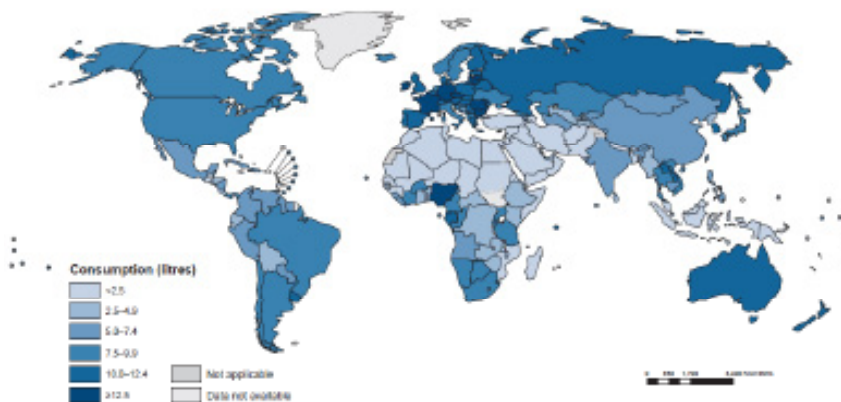 Consumption (litres)
<2.5
2.5–4.9
5.0–7.4
7.5–9.9
10.0–12.4
≥12.5
Not applicable
Data not available